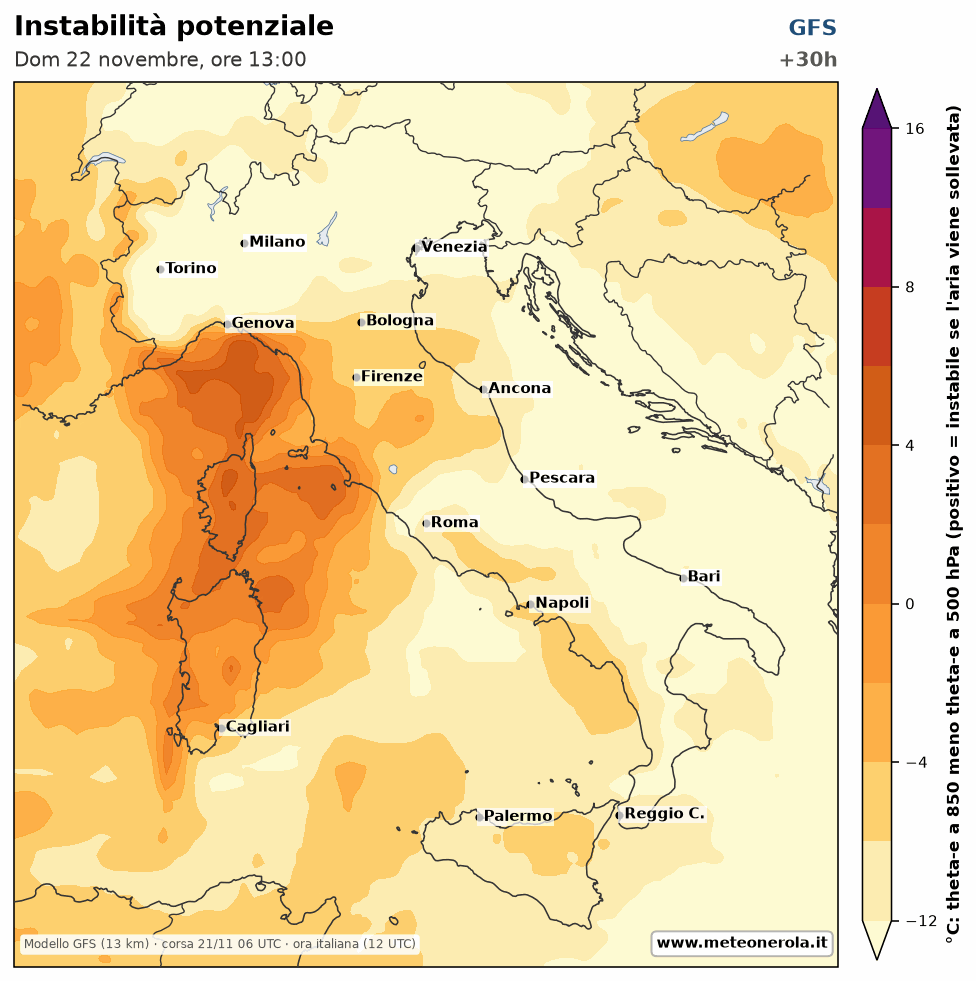 Instabilità potenziale
GFS
Dom 22 novembre, ore 13:00
+30h
Milano
Venezia
Torino
Genova
Bologna
Firenze
Ancona
Pescara
Roma
Bari
Napoli
Cagliari
Palermo
Reggio C.
Modello GFS (13 km) · corsa 21/11 06 UTC · ora italiana (12 UTC)
www.meteonerola.it
16
8
4
0
−4
−12
°C: theta-e a 850 meno theta-e a 500 hPa (positivo = instabile se l'aria viene sollevata)